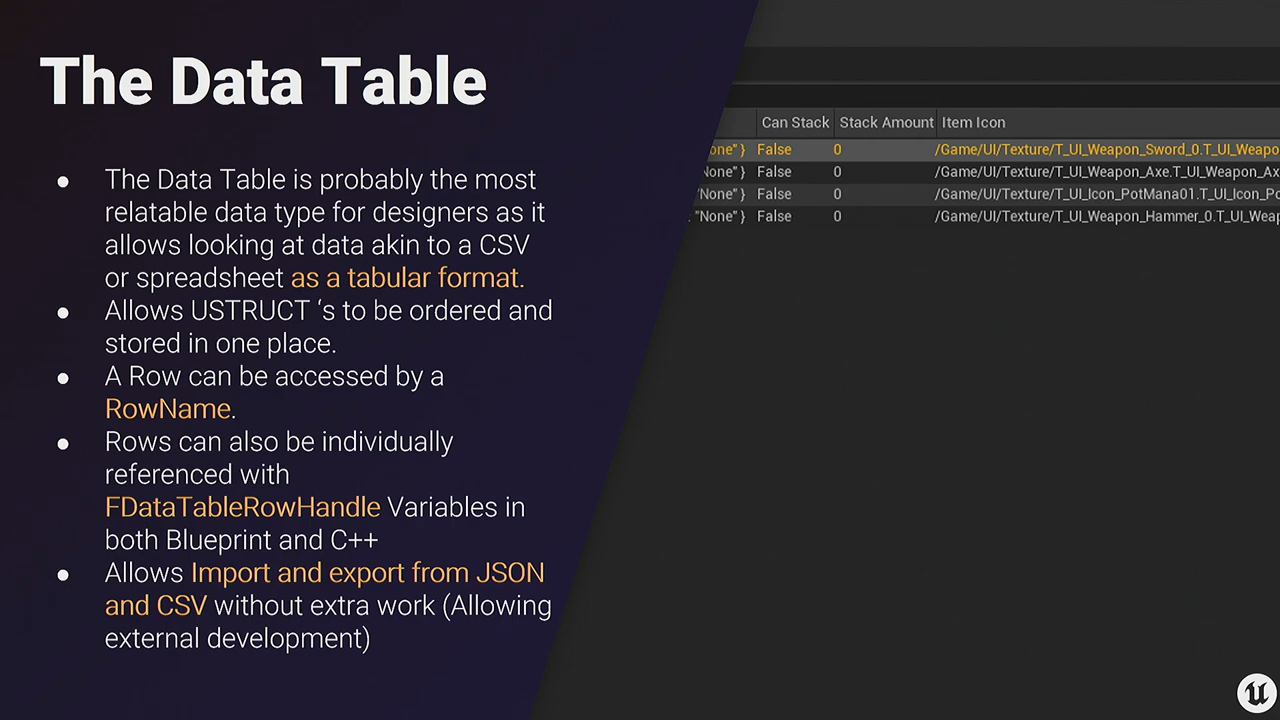 The Data Table
The Data Table is probably the most
relatable data type for designers as it
allows looking at data akin to a CSV
or spreadsheet as a tabular format.
Allows USTRUCT ‘s to be ordered and
stored in one place.
A Row can be accessed by a
RowName.
Rows can also be individually
referenced with
FDataTableRowHandle Variables in
both Blueprint and C++
Allows Import and export from JSON
and CSV without extra work (Allowing
external development)
Can Stack Stack Amount Item Icon
one" } False 0 /Game/UI/Texture/T_UI_Weapon_Sword_0.T_UI_Weapo
None" } False 0 /Game/UI/Texture/T_UI_Weapon_Axe.T_UI_Weapon_Ax
"None" } False 0 /Game/UI/Texture/T_UI_Icon_PotMana01.T_UI_Icon_Po
"None" } False 0 /Game/UI/Texture/T_UI_Weapon_Hammer_0.T_UI_Weap